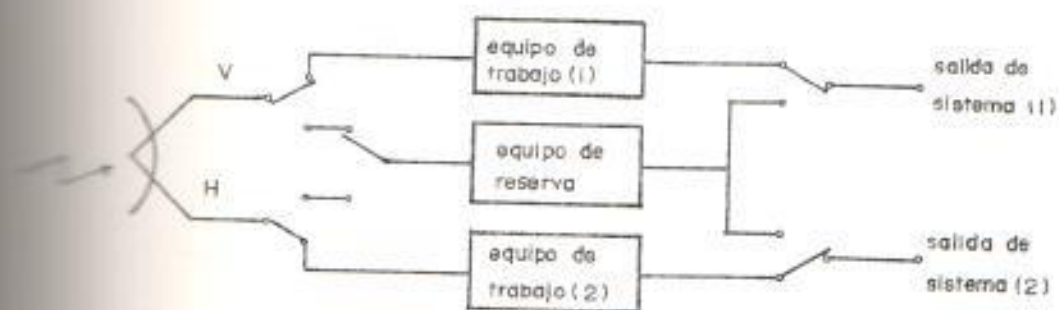 V
equipo de
trabajo (1)
salida de
sistema (1)
equipo de
reserva
H
equipo de
trabajo (2)
salida de
sistema (2)